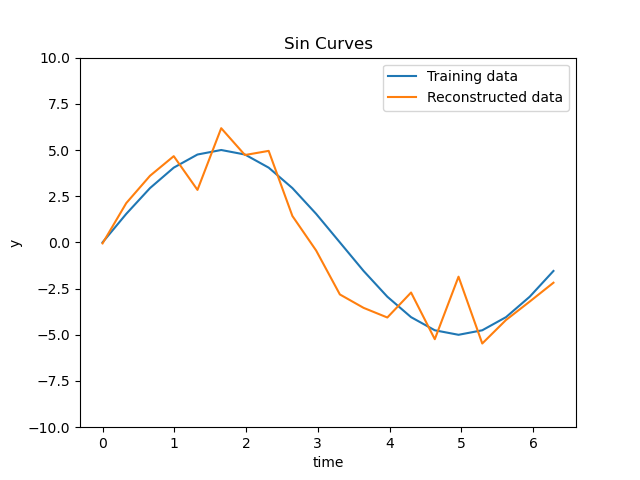 Sin Curves
Training data
Reconstructed data
10.0
7.5
5.0
2.5
0.0
−2.5
−5.0
−7.5
−10.0
y
0 1 2 3 4 5 6
time